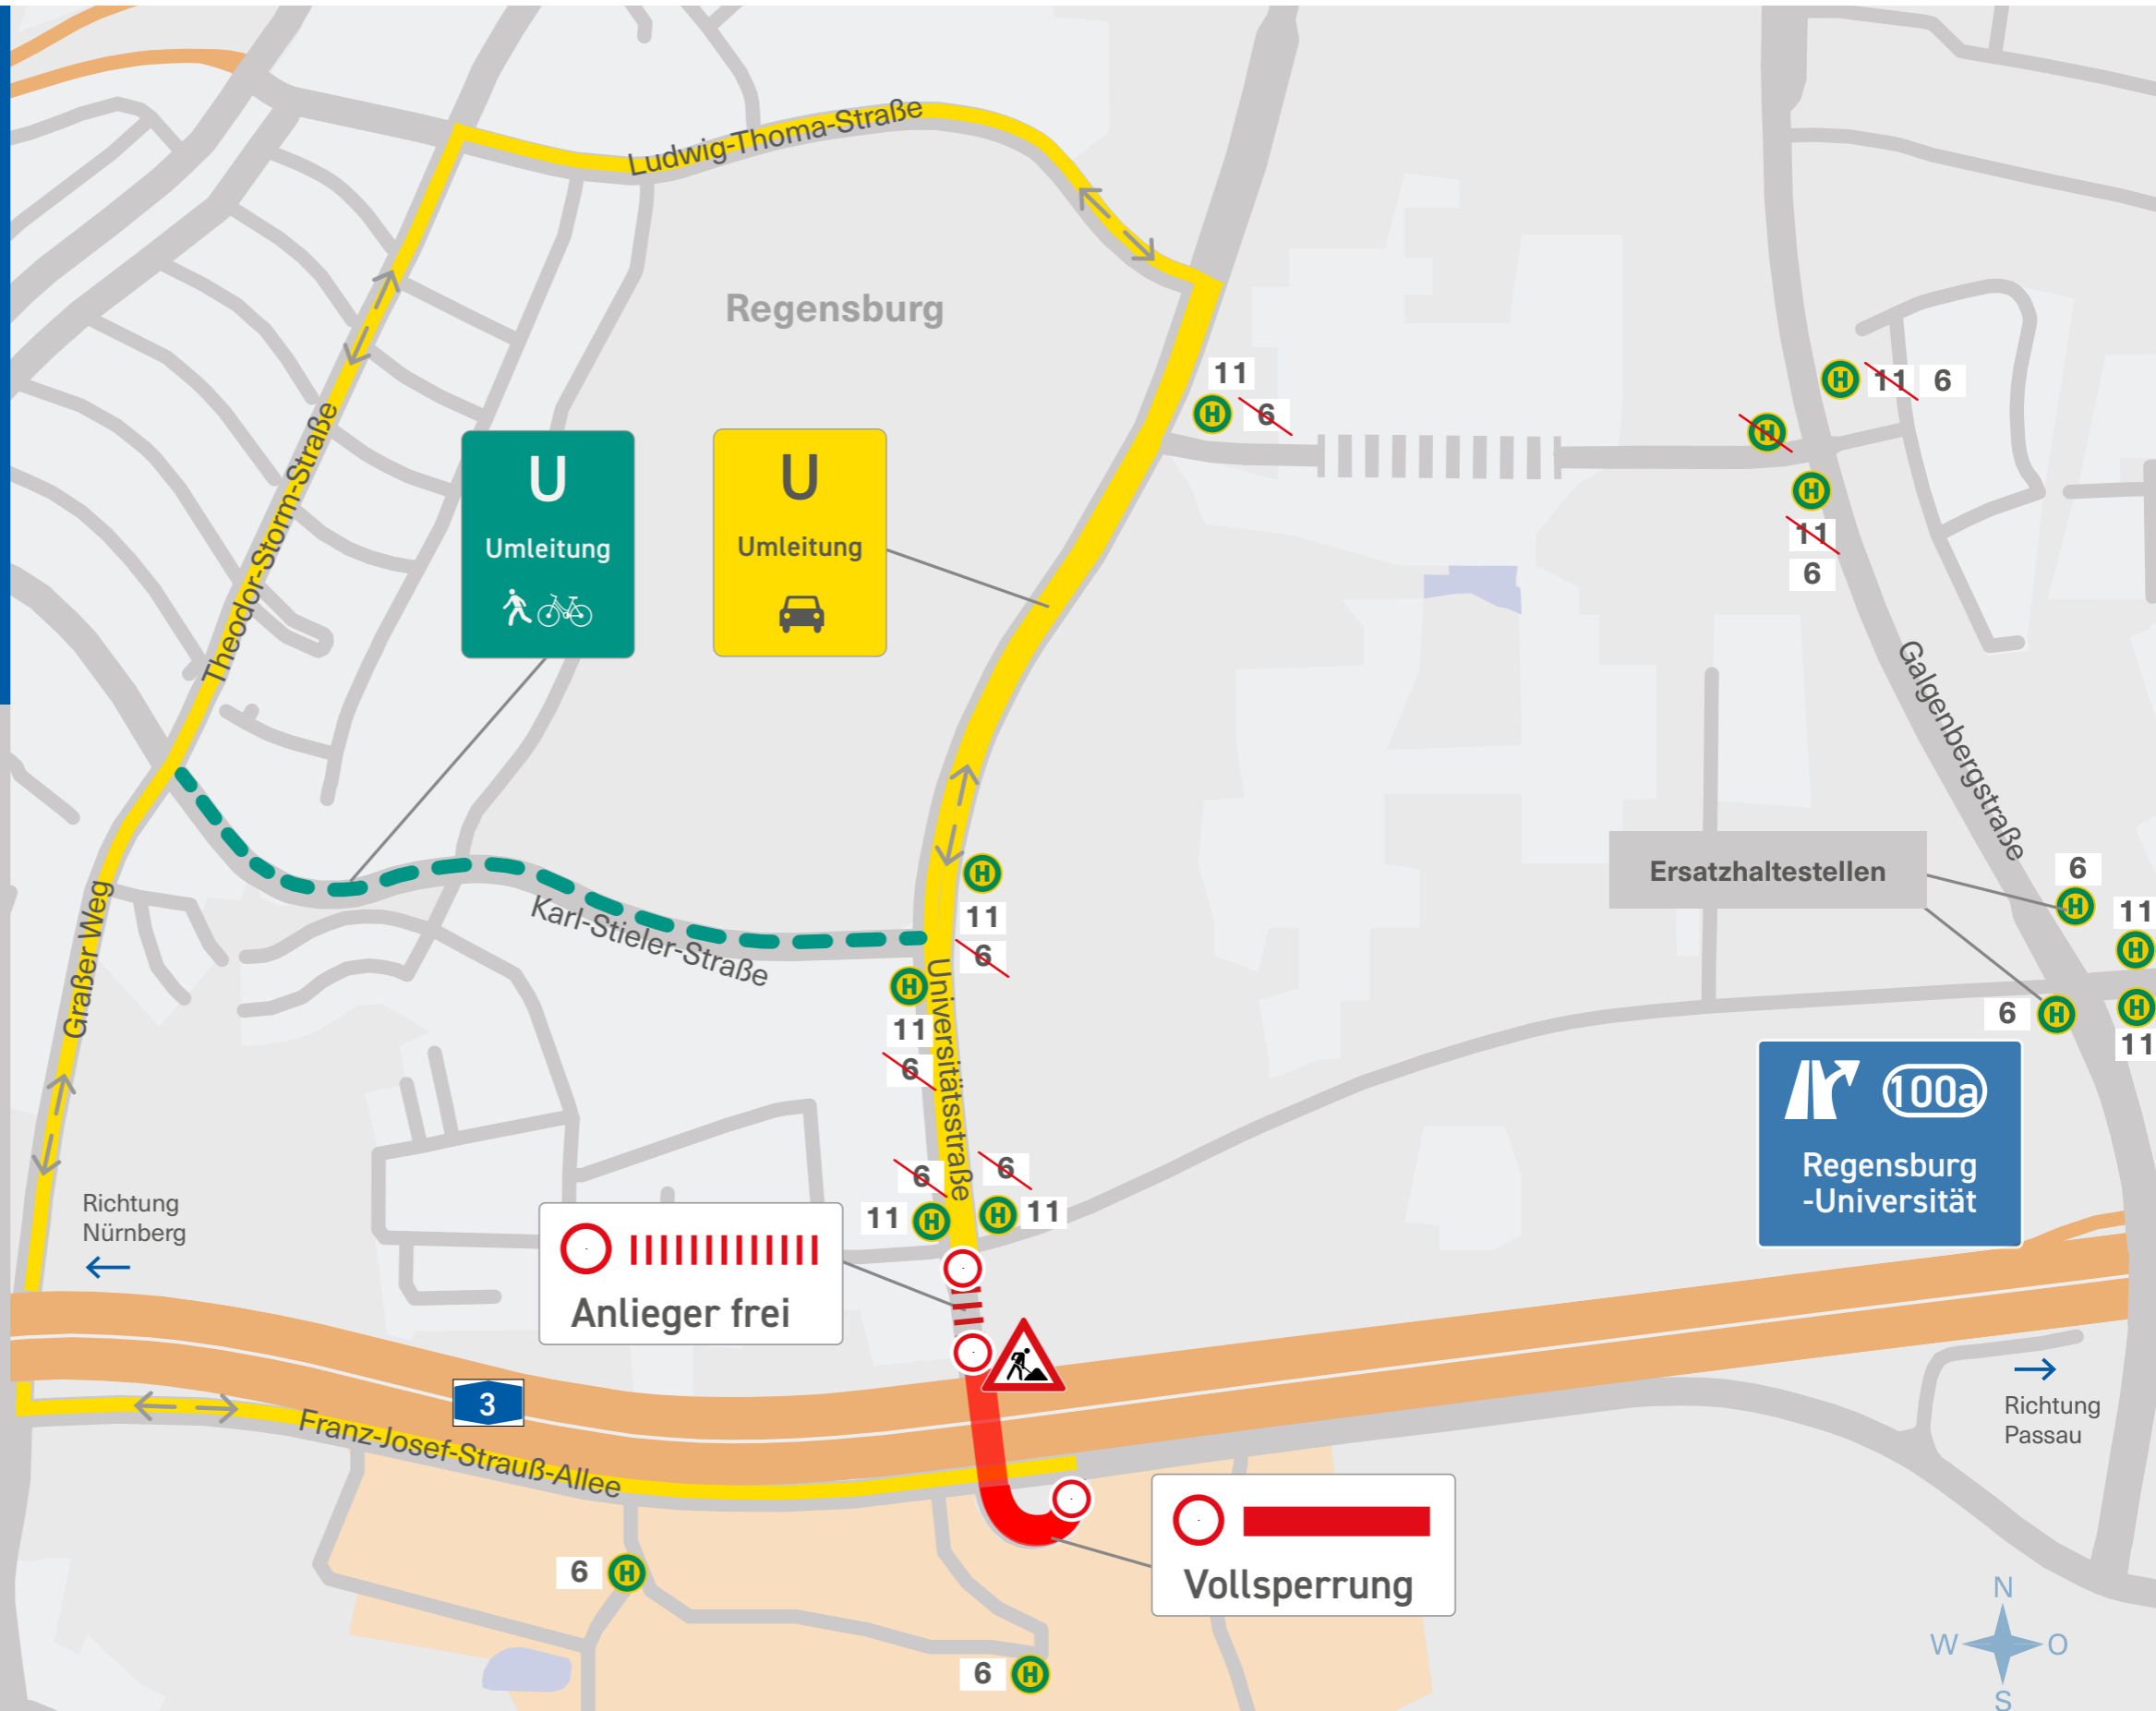 Ludwig-Thoma-Straße
Regensburg
11
H
6
H
11
6
H
H
11
6
Theodor-Storm-Straße
U
Umleitung
U
Umleitung
Galgenbergstraße
Ersatzhaltestellen
6
H
11
H
H
11
6
Karl-Stieler-Straße
H
11
6
H
11
6
H
11
6
H
Graßer Weg
Universitätsstraße
100a
Regensburg
-Universität
6
6
11
H
H
11
Richtung
Nürnberg
Anlieger frei
3
Franz-Josef-Strauß-Allee
Richtung
Passau
Vollsperrung
6
H
6
H
N
W
O
S